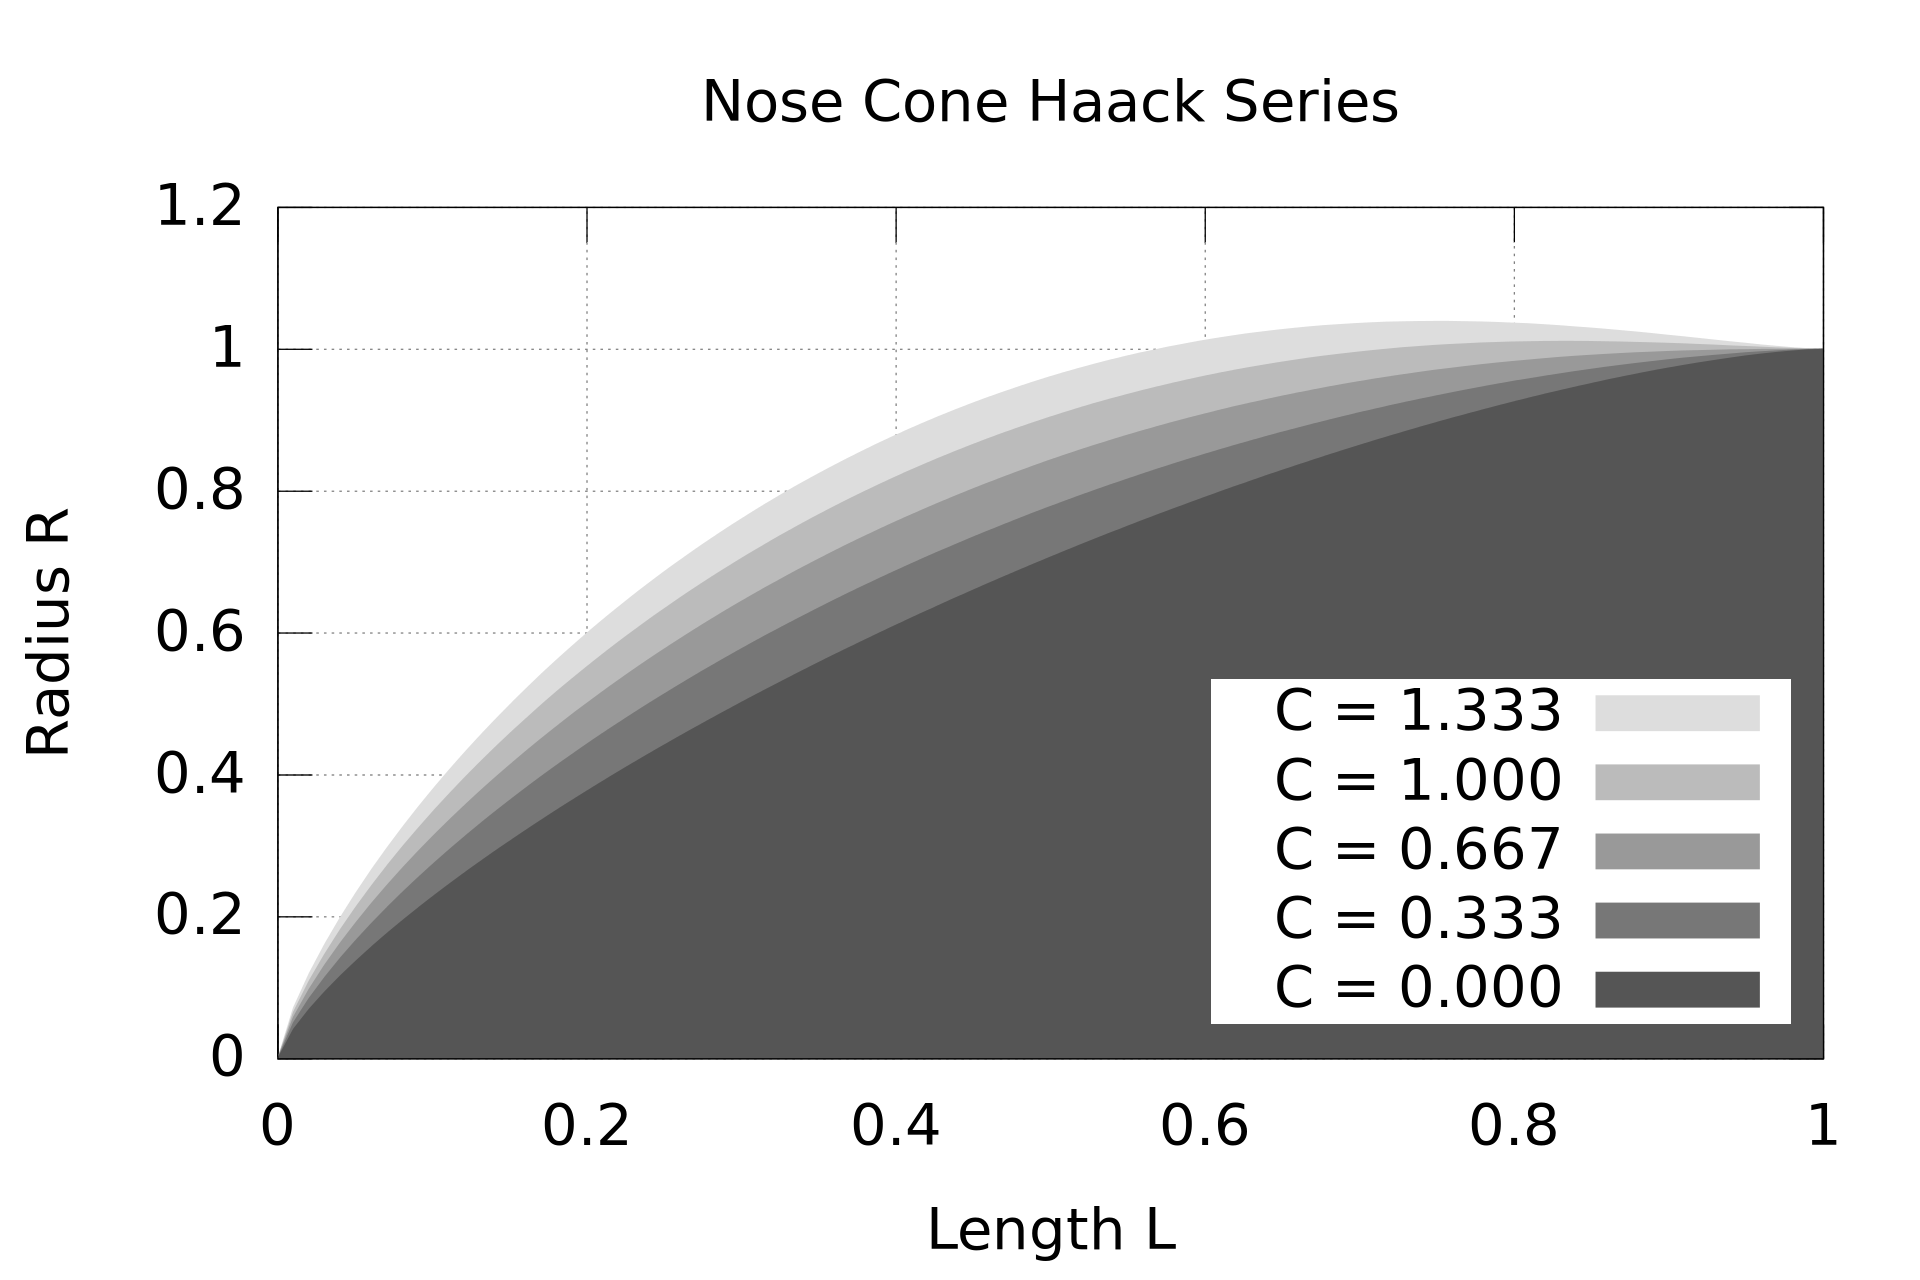 Nose Cone Haack Series
1.2
1
0.8
0.6
0.4
0.2
0
Radius R
C = 1.333
C = 1.000
C = 0.667
C = 0.333
C = 0.000
0 0.2 0.4 0.6 0.8 1
Length L